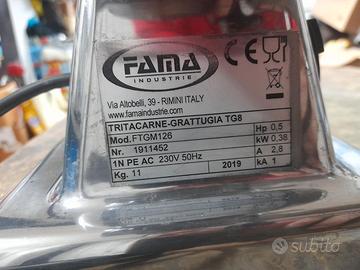 FAMA
INDUSTRIE
CE
Via Altobelli, 39 - RIMINI ITALY
www.famaindustrie.com
TRITACARNE-GRATTUGIA TG8
Hp 0,5
Mod. FTGM126
kW 0,38
Nr. 1911452
A 2,8
1N PE AC 230V 50Hz
kA 1
Kg. 11
2019
subito